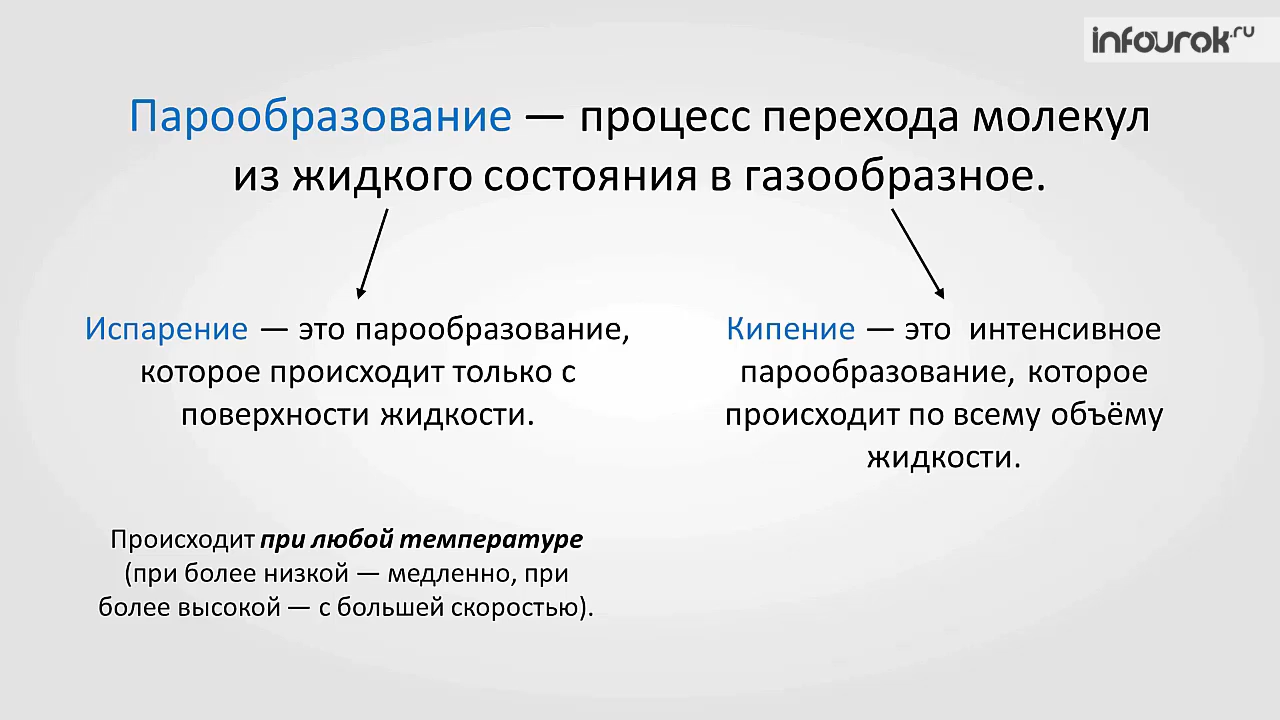 infourok.ru
Парообразование — процесс перехода молекул
из жидкого состояния в газообразное.
Испарение — это парообразование,
которое происходит только с
поверхности жидкости.
Кипение — это интенсивное
парообразование, которое
происходит по всему объёму
жидкости.
Происходит при любой температуре
(при более низкой — медленно, при
более высокой — с большей скоростью).